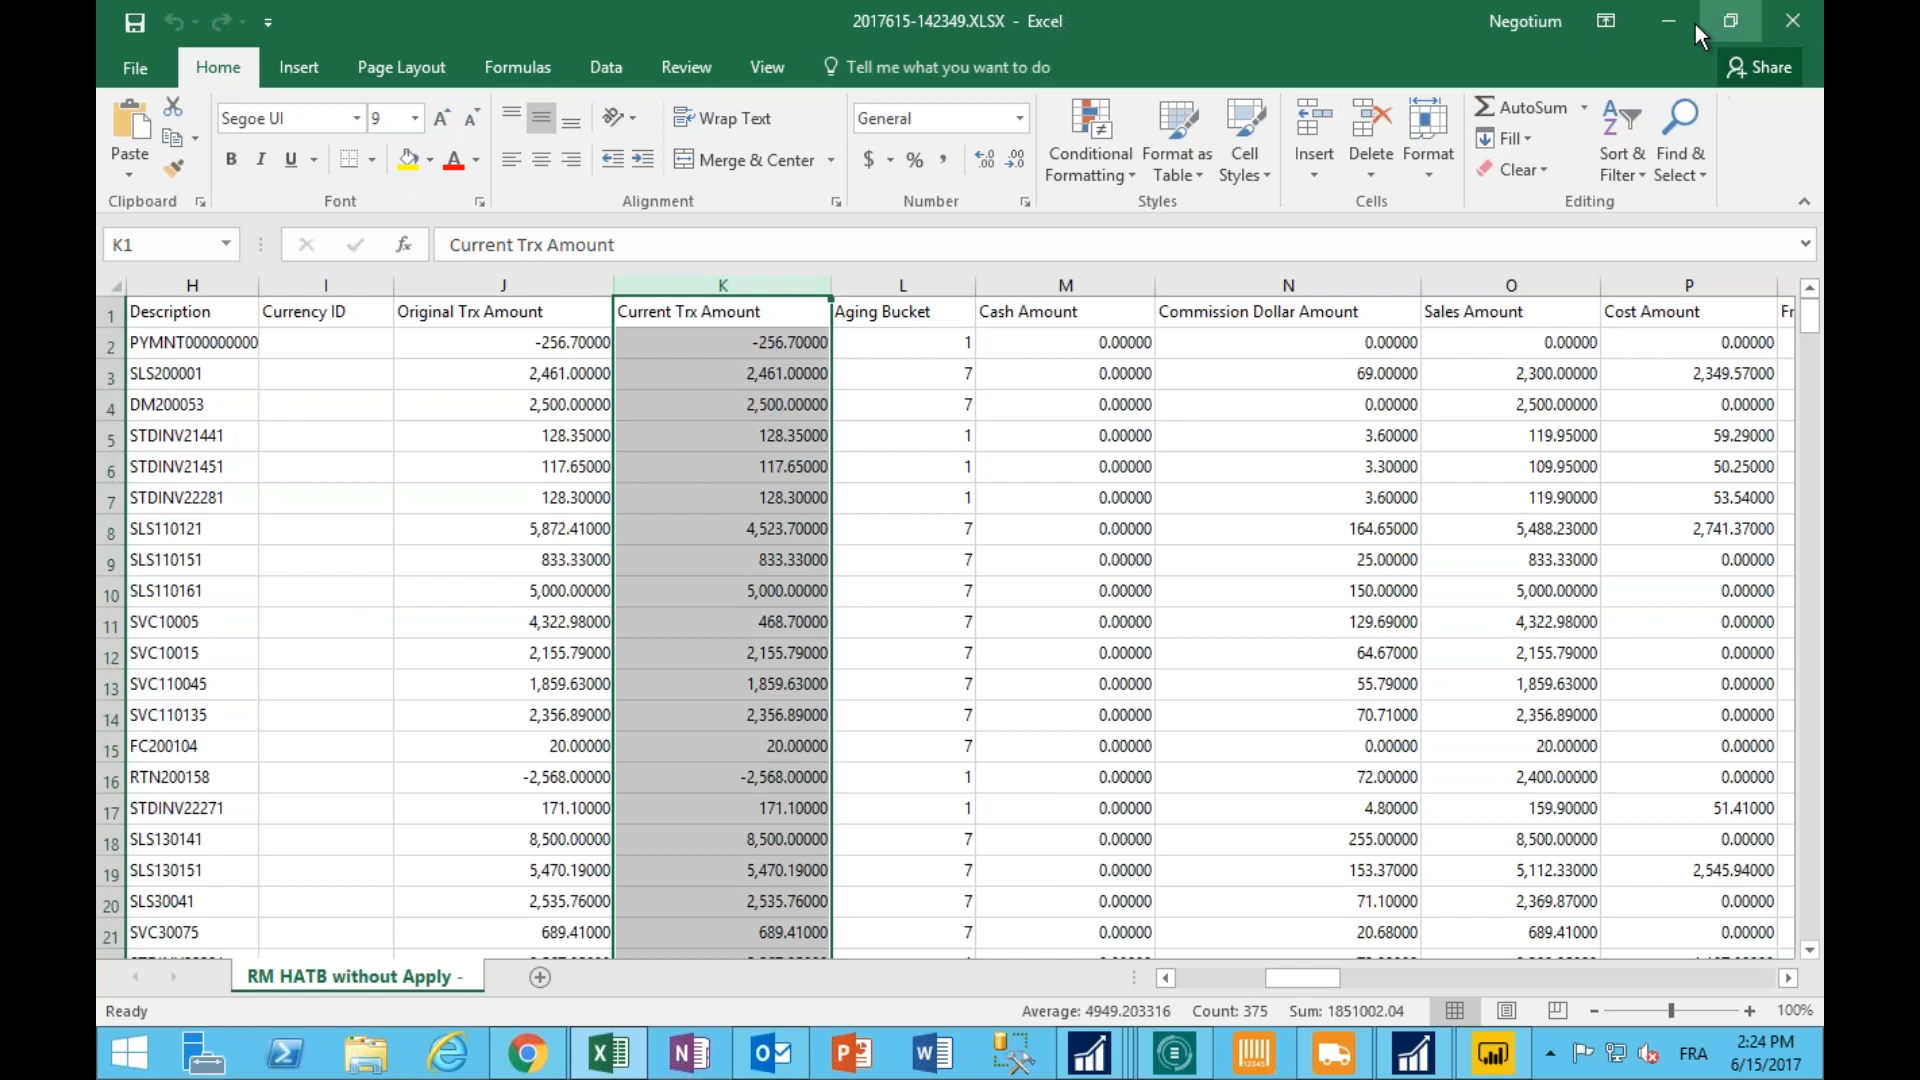 2017615-142349.XLSX - Excel
Negotium
File Home Insert Page Layout Formulas Data Review View Tell me what you want to do Share
Paste
Segoe UI 9
Wrap Text
Merge & Center
General
$ % ,
B I U
Conditional Formatting
Format as Table
Cell Styles
Insert
Delete
Format
AutoSum
Fill
Clear
Sort & Filter
Find & Select
Clipboard Font Alignment Number Styles Cells Editing
K1 fx Current Trx Amount
H I J K L M N O P
1 Description Currency ID Original Trx Amount Current Trx Amount Aging Bucket Cash Amount Commission Dollar Amount Sales Amount Cost Amount Fr
2 PYMNT000000000 -256.70000 -256.70000 1 0.00000 0.00000 0.00000 0.00000
3 SLS200001 2,461.00000 2,461.00000 7 0.00000 69.00000 2,300.00000 2,349.57000
4 DM200053 2,500.00000 2,500.00000 7 0.00000 0.00000 2,500.00000 0.00000
5 STDINV21441 128.35000 128.35000 1 0.00000 3.60000 119.95000 59.29000
6 STDINV21451 117.65000 117.65000 1 0.00000 3.30000 109.95000 50.25000
7 STDINV22281 128.30000 128.30000 1 0.00000 3.60000 119.90000 53.54000
8 SLS110121 5,872.41000 4,523.70000 7 0.00000 164.65000 5,488.23000 2,741.37000
9 SLS110151 833.33000 833.33000 7 0.00000 25.00000 833.33000 0.00000
10 SLS110161 5,000.00000 5,000.00000 7 0.00000 150.00000 5,000.00000 0.00000
11 SVC10005 4,322.98000 468.70000 7 0.00000 129.69000 4,322.98000 0.00000
12 SVC10015 2,155.79000 2,155.79000 7 0.00000 64.67000 2,155.79000 0.00000
13 SVC110045 1,859.63000 1,859.63000 7 0.00000 55.79000 1,859.63000 0.00000
14 SVC110135 2,356.89000 2,356.89000 7 0.00000 70.71000 2,356.89000 0.00000
15 FC200104 20.00000 20.00000 7 0.00000 0.00000 20.00000 0.00000
16 RTN200158 -2,568.00000 -2,568.00000 1 0.00000 72.00000 2,400.00000 0.00000
17 STDINV22271 171.10000 171.10000 1 0.00000 4.80000 159.90000 51.41000
18 SLS130141 8,500.00000 8,500.00000 7 0.00000 255.00000 8,500.00000 0.00000
19 SLS130151 5,470.19000 5,470.19000 7 0.00000 153.37000 5,112.33000 2,545.94000
20 SLS30041 2,535.76000 2,535.76000 7 0.00000 71.10000 2,369.87000 0.00000
21 SVC30075 689.41000 689.41000 7 0.00000 20.68000 689.41000 0.00000
RM HATB without Apply -
Ready Average: 4949.203316 Count: 375 Sum: 1851002.04 100%
FRA 2:24 PM
6/15/2017